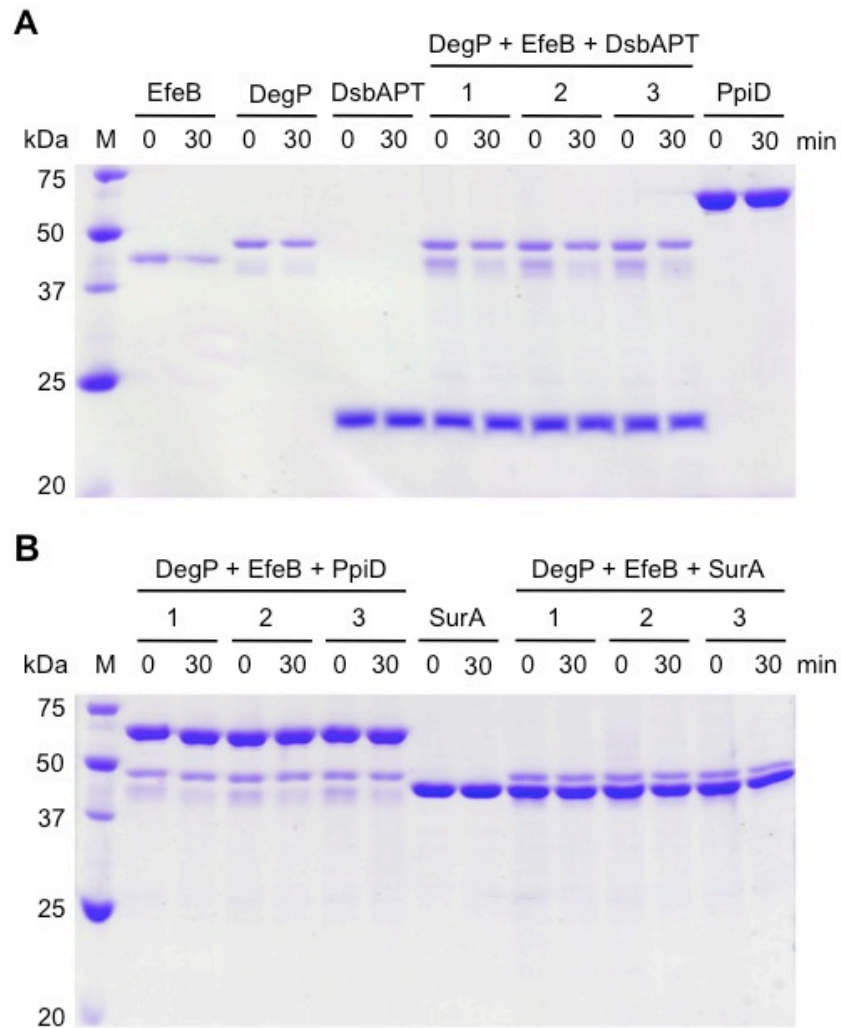 A
DegP + EfeB + DsbAPT
EfeB DegP DsbAPT 1 2 3 PpiD
kDa M 0 30 0 30 0 30 0 30 0 30 0 30 0 30 min
75
50
37
25
20
B
DegP + EfeB + PpiD DegP + EfeB + SurA
1 2 3 SurA 1 2 3
kDa M 0 30 0 30 0 30 0 30 0 30 0 30 0 30 min
75
50
37
25
20